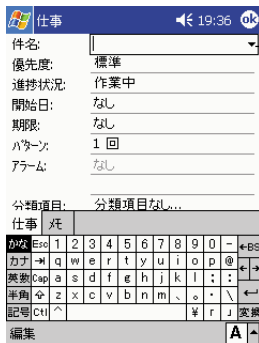 仕事 19:36 ok
件名:
優先度: 標準
進捗状況: 作業中
開始日: なし
期限: なし
パターン: 1 回
アラーム: なし
分類項目: 分類項目なし...
仕事 メモ
かな Esc 1 2 3 4 5 6 7 8 9 0 - ←BS
カナ q w e r t y u i o p @
英数 Cap a s d f g h j k l ; : ← →
半角 z x c v b n m 、 。 ・ \
記号 Ctl ^ ¥ 「 」 変換
編集 A